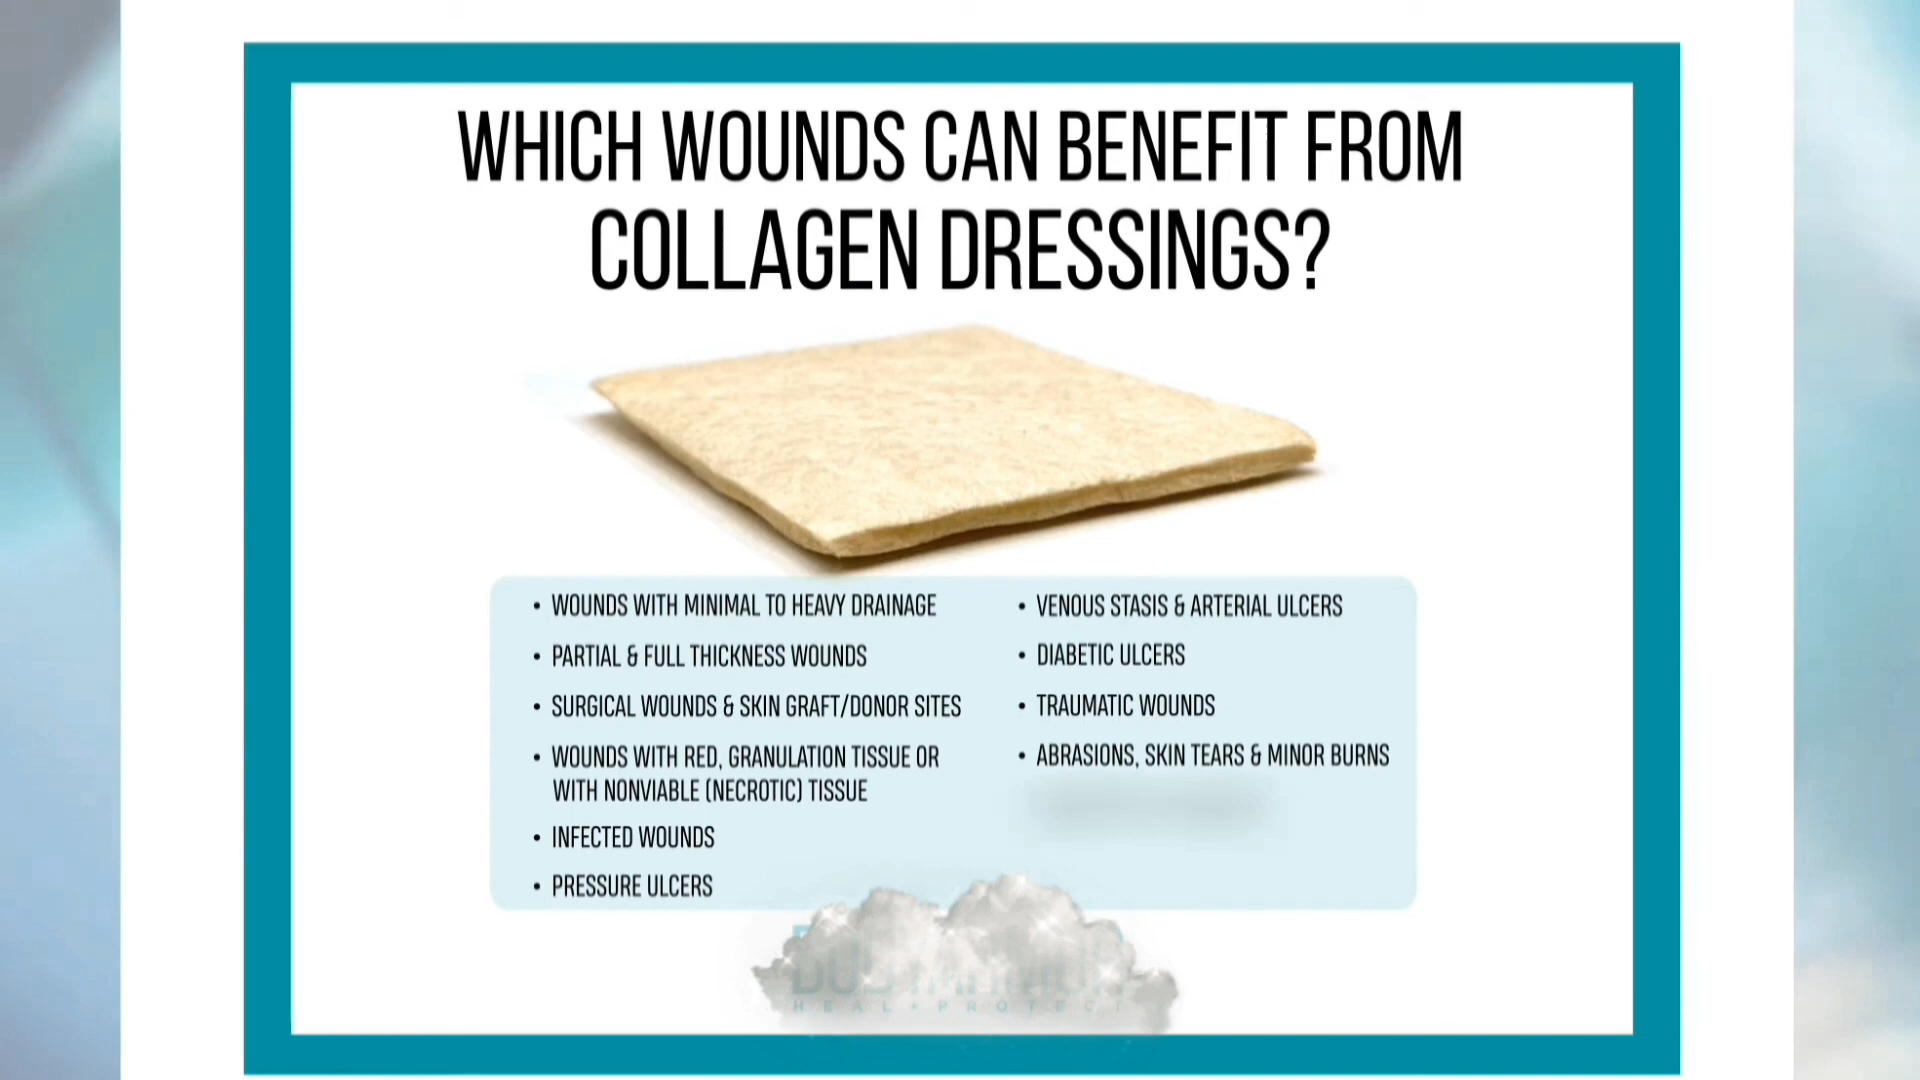 WHICH WOUNDS CAN BENEFIT FROM
COLLAGEN DRESSINGS?
• WOUNDS WITH MINIMAL TO HEAVY DRAINAGE
• PARTIAL & FULL THICKNESS WOUNDS
• SURGICAL WOUNDS & SKIN GRAFT/DONOR SITES
• WOUNDS WITH RED, GRANULATION TISSUE OR
WITH NONVIABLE (NECROTIC) TISSUE
• INFECTED WOUNDS
• PRESSURE ULCERS
• VENOUS STASIS & ARTERIAL ULCERS
• DIABETIC ULCERS
• TRAUMATIC WOUNDS
• ABRASIONS, SKIN TEARS & MINOR BURNS
HEAL + PROTECT